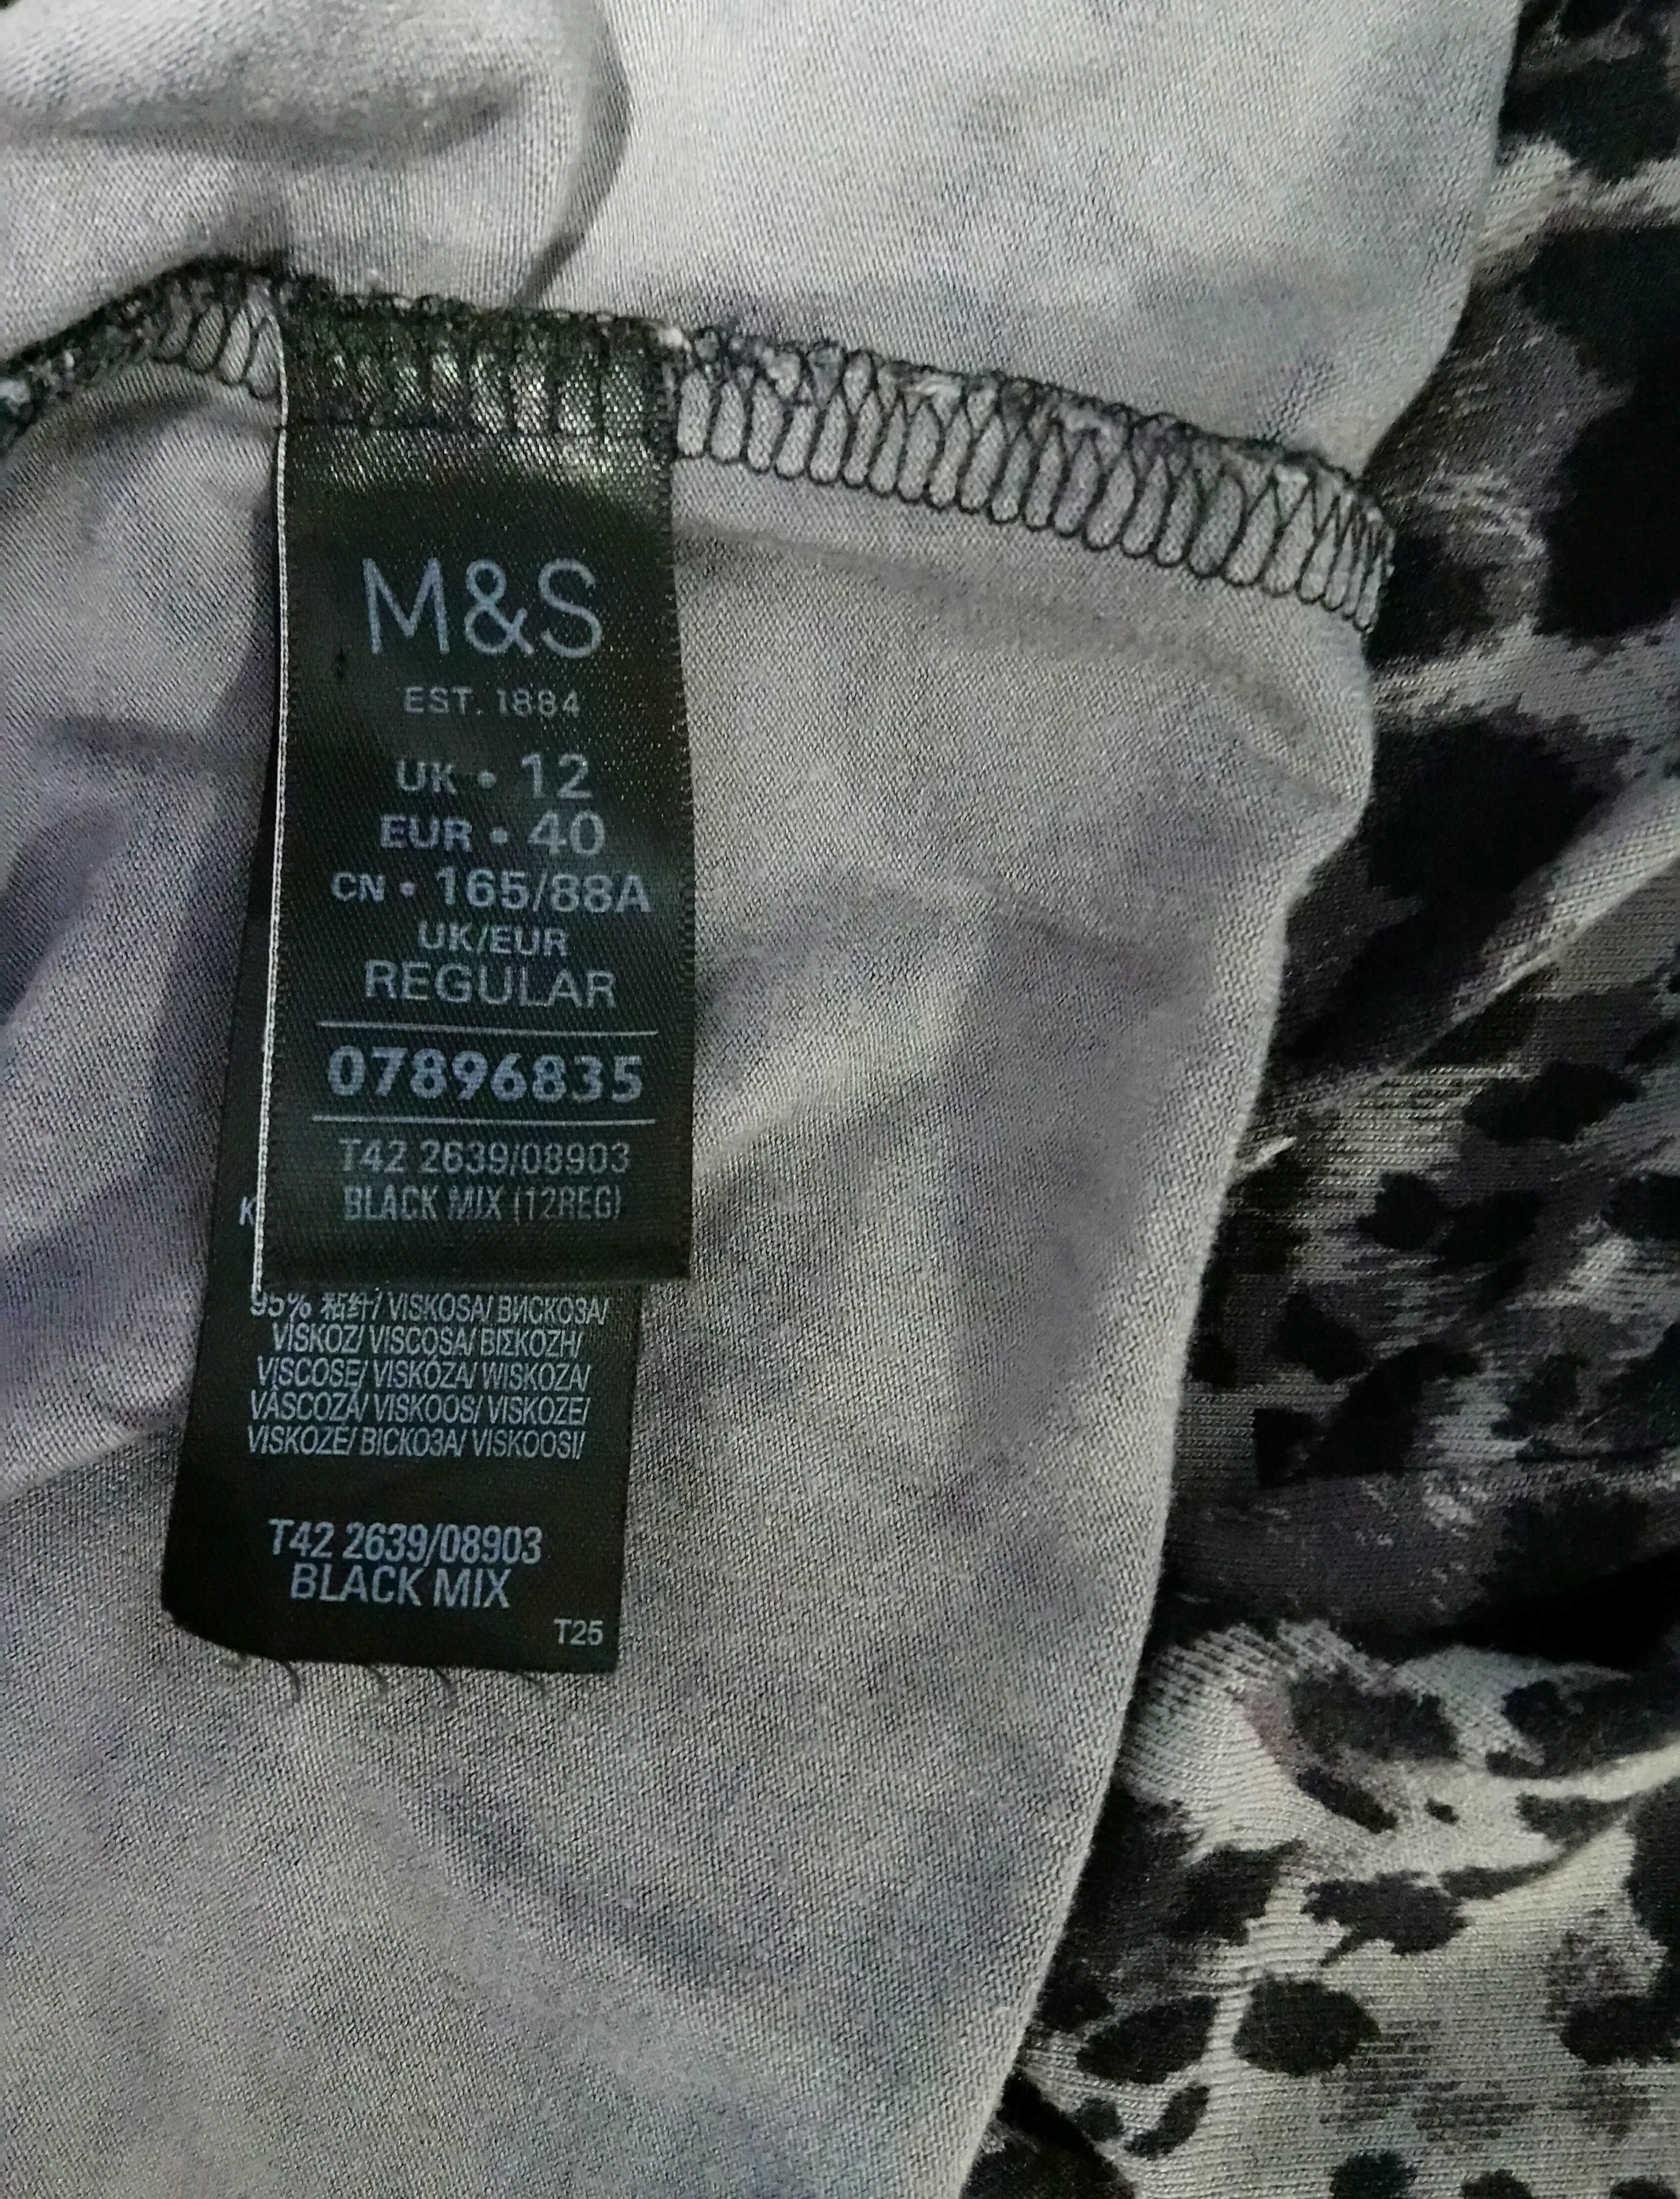 M&S
EST. 1884
UK • 12
EUR • 40
CN • 165/88A
UK/EUR
REGULAR
07896835
T42 2639/08903
BLACK MIX (12REG)
K
95% 粘纤/ VISKOSA/ ВИСКОЗА/
VISKOZ/ VISCOSA/ ΒΙΣΚΟΖΗ/
VISCOSE/ VISKÓZA/ WISKOZA/
VÂSCOZĂ/ VISKOOS/ VISKOZE/
VISKOZĖ/ ВІСКОЗА/ VISKOOSI/
T42 2639/08903
BLACK MIX
T25